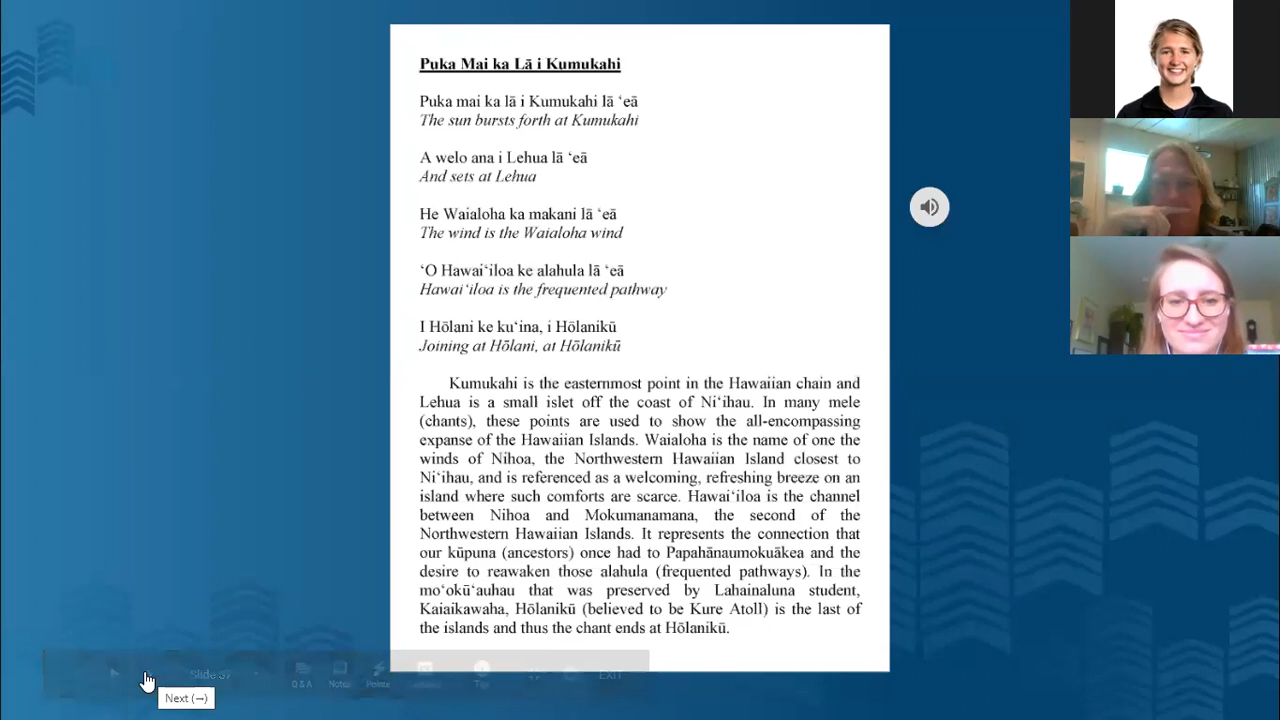 Puka Mai ka Lā i Kumukahi
Puka mai ka lā i Kumukahi lā ʻeā
The sun bursts forth at Kumukahi
A welo ana i Lehua lā ʻeā
And sets at Lehua
He Waialoha ka makani lā ʻeā
The wind is the Waialoha wind
ʻO Hawaiʻiloa ke alahula lā ʻeā
Hawaiʻiloa is the frequented pathway
I Hōlani ke kuʻina, i Hōlanikū
Joining at Hōlani, at Hōlanikū
Kumukahi is the easternmost point in the Hawaiian chain and
Lehua is a small islet off the coast of Niʻihau. In many mele
(chants), these points are used to show the all-encompassing
expanse of the Hawaiian Islands. Waialoha is the name of one the
winds of Nihoa, the Northwestern Hawaiian Island closest to
Niʻihau, and is referenced as a welcoming, refreshing breeze on an
island where such comforts are scarce. Hawaiʻiloa is the channel
between Nihoa and Mokumanamana, the second of the
Northwestern Hawaiian Islands. It represents the connection that
our kūpuna (ancestors) once had to Papahānaumokuākea and the
desire to reawaken those alahula (frequented pathways). In the
moʻokūʻauhau that was preserved by Lahainaluna student,
Kaiaikawaha, Hōlanikū (believed to be Kure Atoll) is the last of
the islands and thus the chant ends at Hōlanikū.
Slide 37
Q & A Notes Pointer EXIT
Next (→)